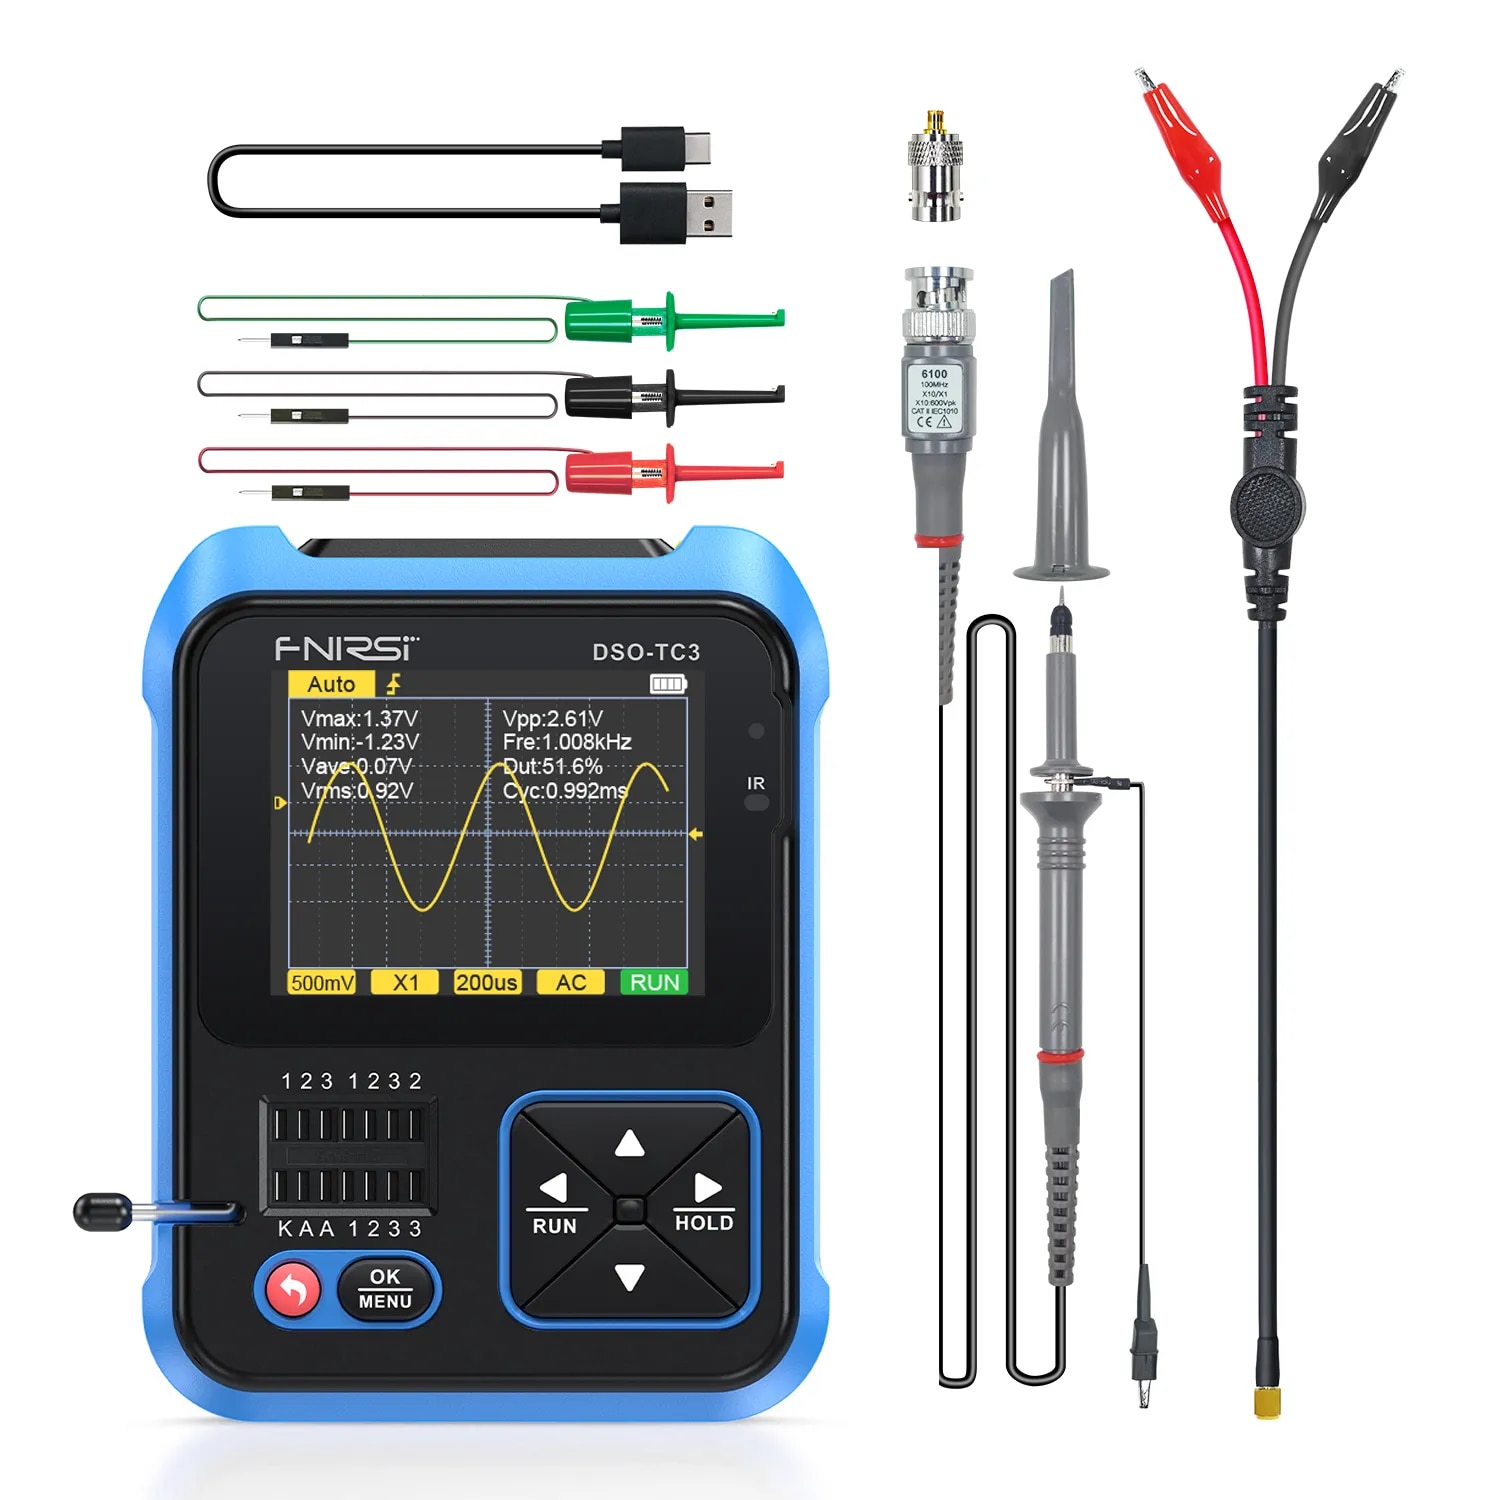 6100
100MHz
X10/X1
X10:600Vpk
CAT II IEC1010
CE
FNIRSI
DSO-TC3
Auto
Vmax:1.37V
Vpp:2.61V
Vmin:-1.23V
Fre:1.008kHz
Vave:0.07V
Dut:51.6%
Vrms:0.92V
Cyc:0.992ms
IR
500mV
X1
200us
AC
RUN
1 2 3 1 2 3 2
K A A 1 2 3 3
OK
MENU
RUN
HOLD